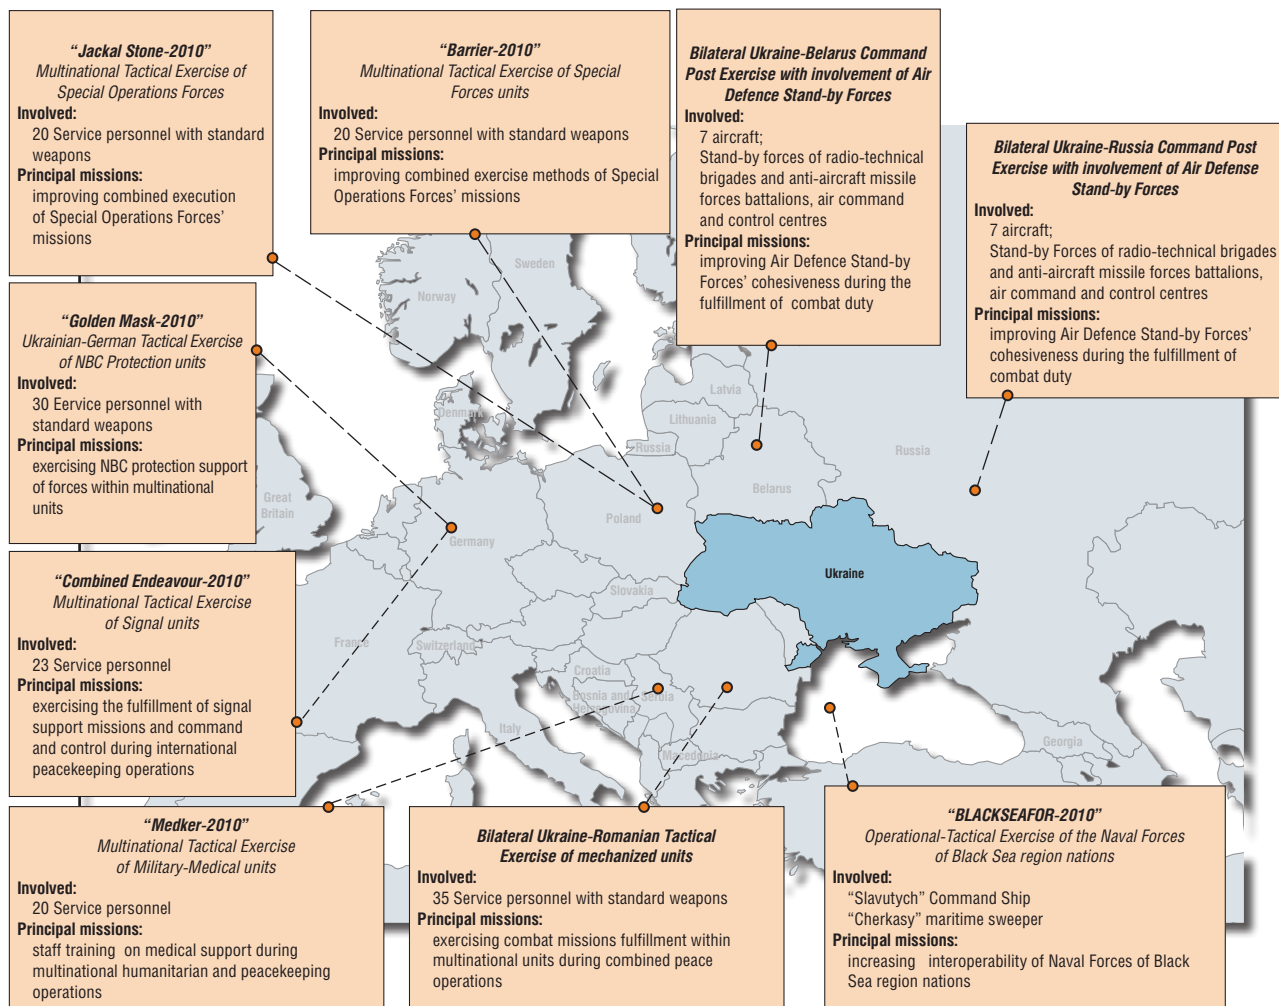 “Jackal Stone-2010”
Multinational Tactical Exercise of
Special Operations Forces
Involved:
20 Service personnel with standard
weapons
Principal missions:
improving combined execution
of Special Operations Forces’
missions
“Barrier-2010”
Multinational Tactical Exercise of Special
Forces units
Involved:
20 Service personnel with standard weapons
Principal missions:
improving combined exercise methods of Special
Operations Forces’ missions
Bilateral Ukraine-Belarus Command
Post Exercise with involvement of Air
Defence Stand-by Forces
Involved:
7 aircraft;
Stand-by forces of radio-technical
brigades and anti-aircraft missile
forces battalions, air command
and control centres
Principal missions:
improving Air Defence Stand-by
Forces’ cohesiveness during the
fulfillment of combat duty
Bilateral Ukraine-Russia Command Post
Exercise with involvement of Air Defense
Stand-by Forces
Involved:
7 aircraft;
Stand-by Forces of radio-technical brigades
and anti-aircraft missile forces battalions,
air command and control centres
Principal missions:
improving Air Defence Stand-by Forces’
cohesiveness during the fulfillment of
combat duty
“Golden Mask-2010”
Ukrainian-German Tactical Exercise
of NBC Protection units
Involved:
30 Eervice personnel with
standard weapons
Principal missions:
exercising NBC protection support
of forces within multinational
units
“Combined Endeavour-2010”
Multinational Tactical Exercise
of Signal units
Involved:
23 Service personnel
Principal missions:
exercising the fulfillment of signal
support missions and command
and control during international
peacekeeping operations
“Medker-2010”
Multinational Tactical Exercise
of Military-Medical units
Involved:
20 Service personnel
Principal missions:
staff training on medical support during
multinational humanitarian and peacekeeping
operations
Bilateral Ukraine-Romanian Tactical
Exercise of mechanized units
Involved:
35 Service personnel with standard weapons
Principal missions:
exercising combat missions fulfillment within
multinational units during combined peace
operations
“BLACKSEAFOR-2010”
Operational-Tactical Exercise of the Naval Forces
of Black Sea region nations
Involved:
“Slavutych” Command Ship
“Cherkasy” maritime sweeper
Principal missions:
increasing interoperability of Naval Forces of Black
Sea region nations
Sweden
Norway
Denmark
Latvia
Lithuania
Russia
Russia
Belarus
Great
Britain
Poland
Germany
Ukraine
Slovakia
France
Switzerland
Croatia
Bosnia and
Herzegovina
Serbia
Italy
Macedonia
Georgia